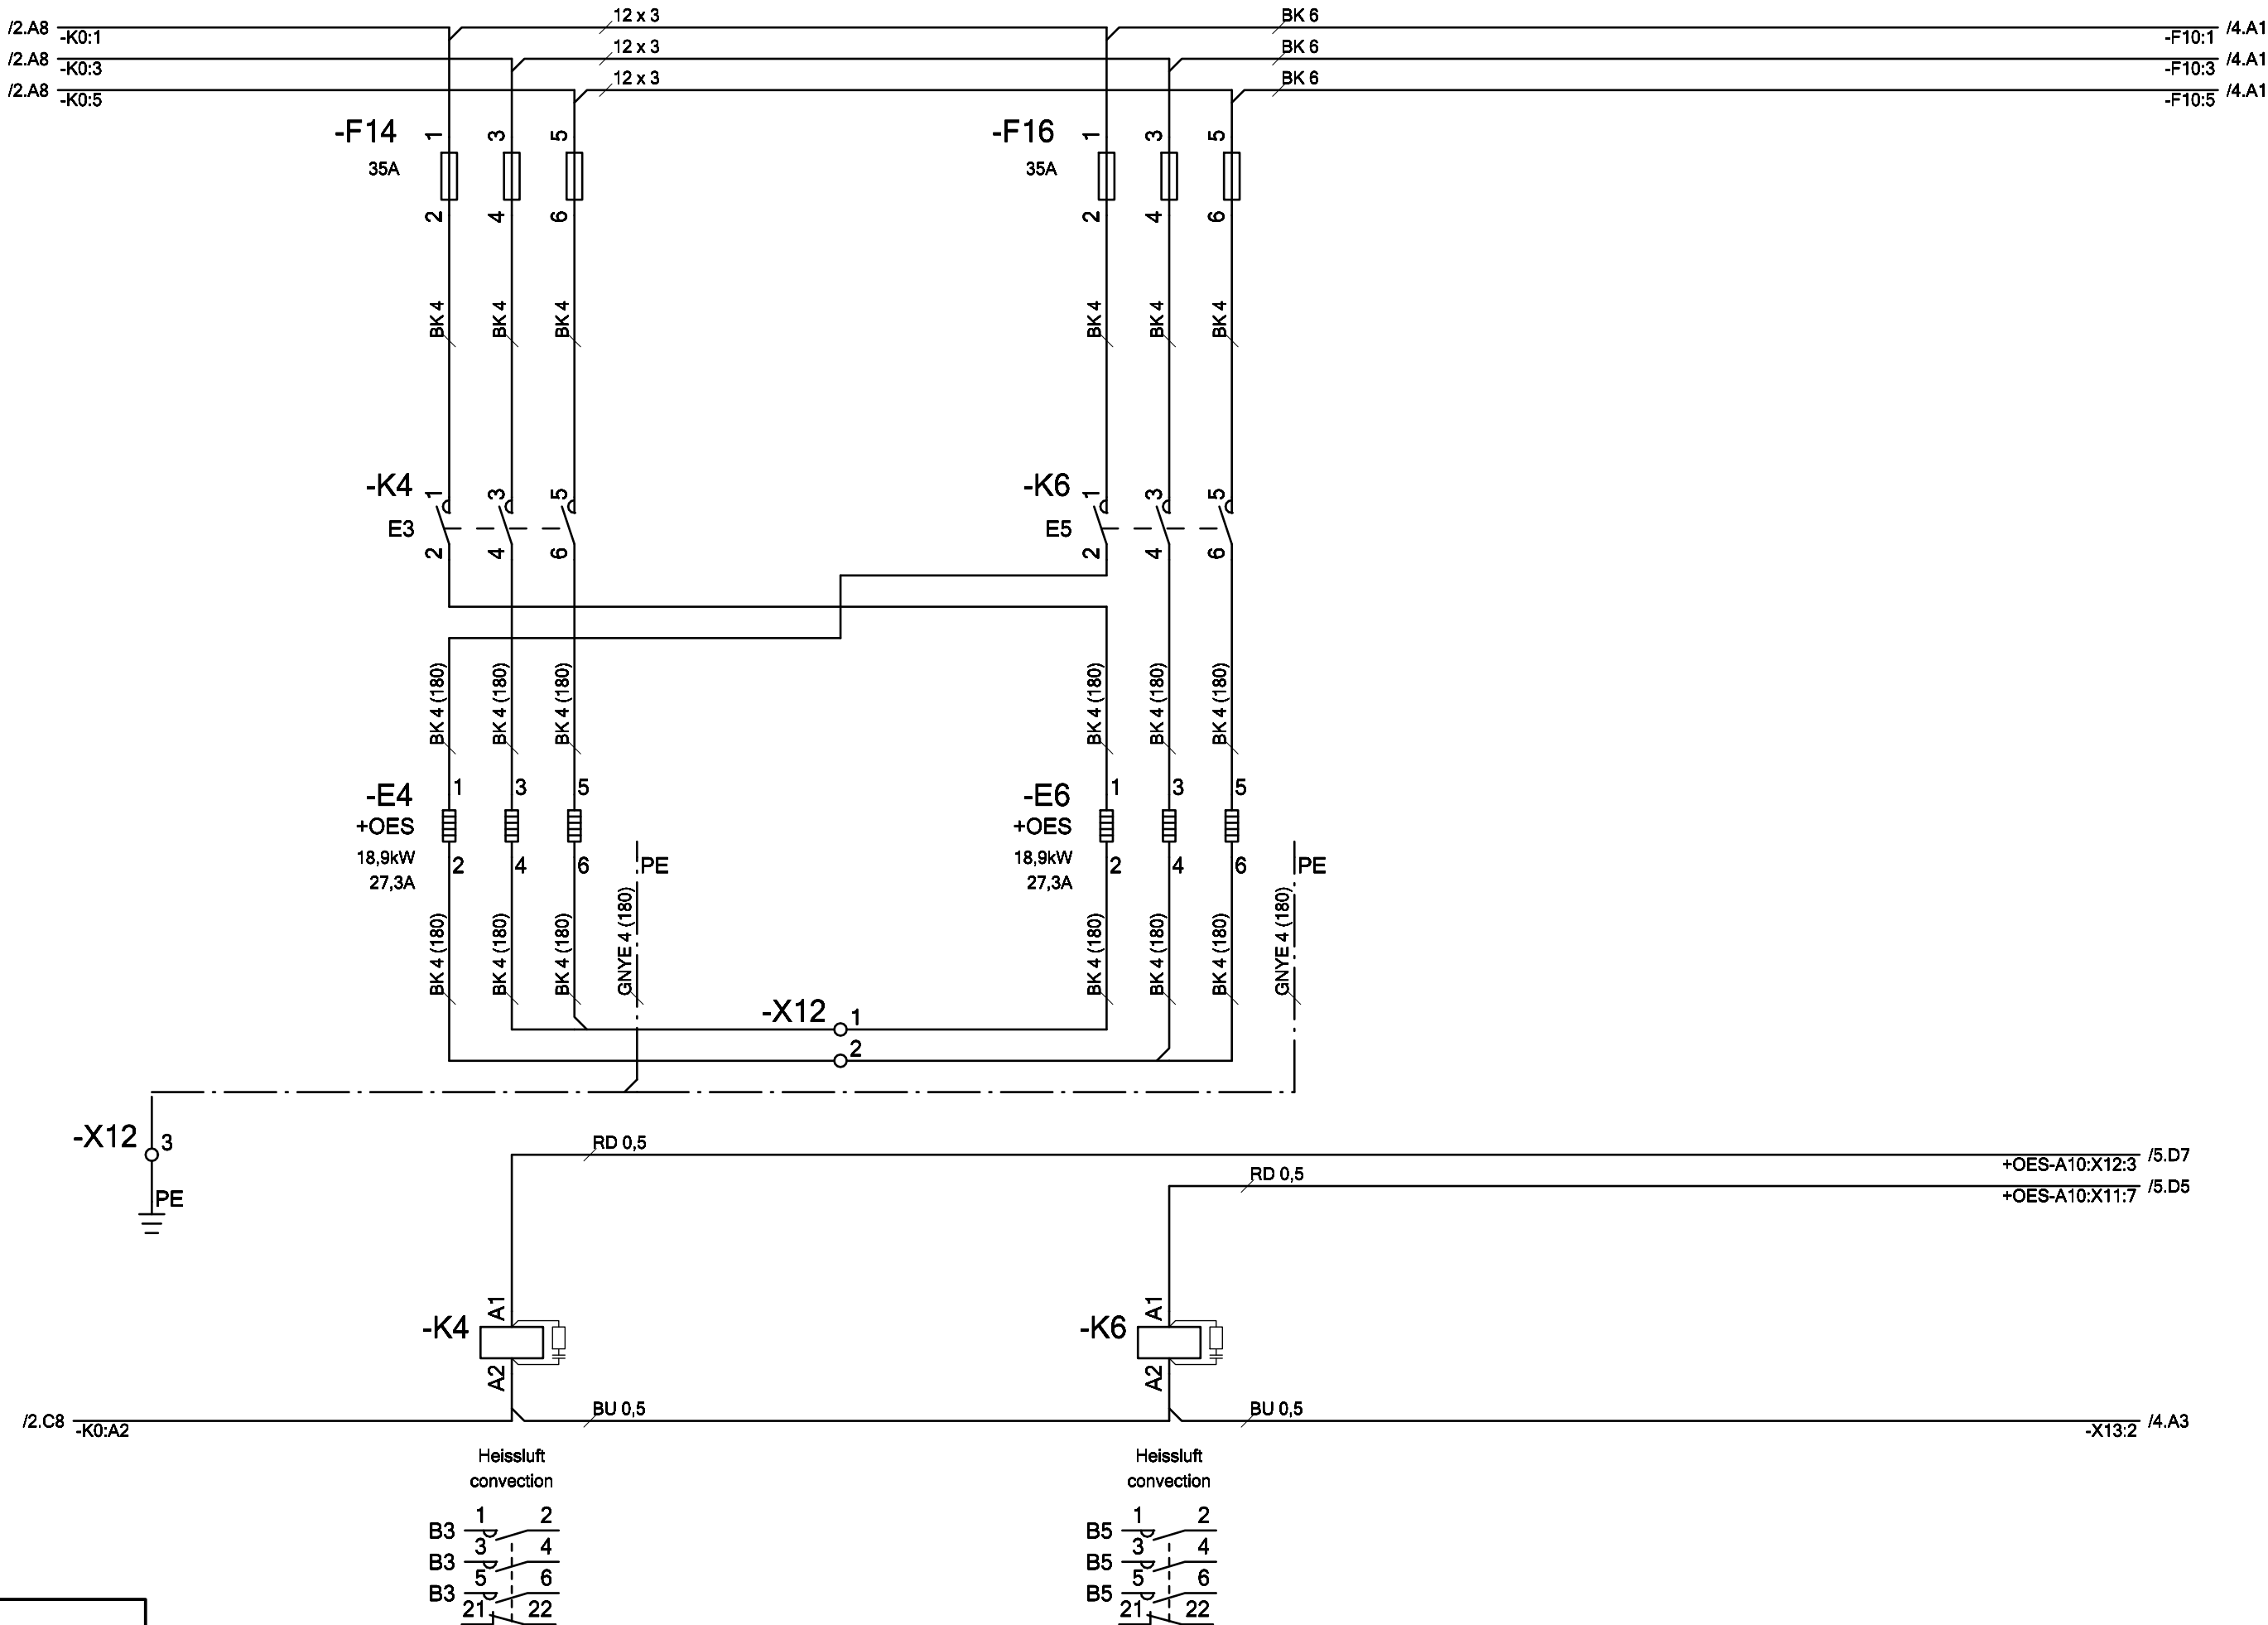 /2.A8 -K0:1 12 x 3 BK 6 -F10:1 /4.A1
/2.A8 -K0:3 12 x 3 BK 6 -F10:3 /4.A1
/2.A8 -K0:5 12 x 3 BK 6 -F10:5 /4.A1
-F14 1 3 5 -F16 1 3 5
35A 35A
2 4 6 2 4 6
BK 4 BK 4 BK 4 BK 4 BK 4 BK 4
-K4 1 3 5 -K6 1 3 5
E3 E5
2 4 6 2 4 6
BK 4 (180) BK 4 (180) BK 4 (180) BK 4 (180) BK 4 (180) BK 4 (180)
-E4 1 3 5 -E6 1 3 5
+OES +OES
18,9kW 2 4 6 PE 18,9kW 2 4 6 PE
27,3A 27,3A
BK 4 (180) BK 4 (180) BK 4 (180) GNYE 4 (180) BK 4 (180) BK 4 (180) BK 4 (180) GNYE 4 (180)
-X12 1
2
-X12 3
PE
RD 0,5 +OES-A10:X12:3 /5.D7
RD 0,5 +OES-A10:X11:7 /5.D5
-K4 A1 -K6 A1
A2 A2
/2.C8 -K0:A2 BU 0,5 BU 0,5 -X13:2 /4.A3
Heissluft Heissluft
convection convection
B3 1 2 B5 1 2
B3 3 4 B5 3 4
B3 5 6 B5 5 6
21 22 21 22